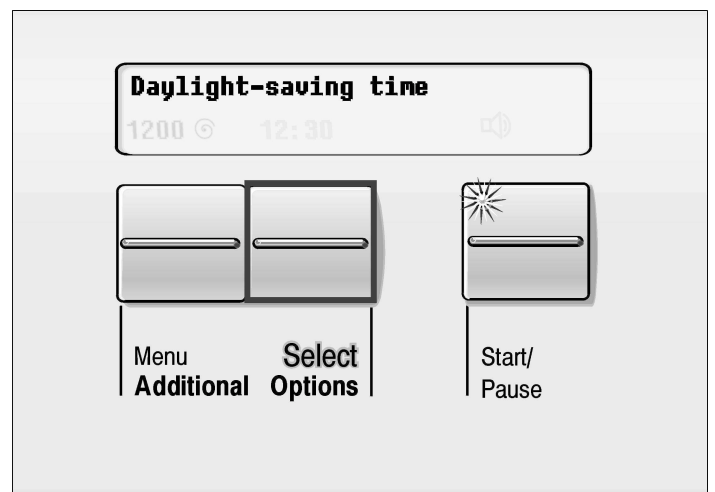 Daylight-saving time
1200 12:30
Menu Select
Additional Options
Start/
Pause